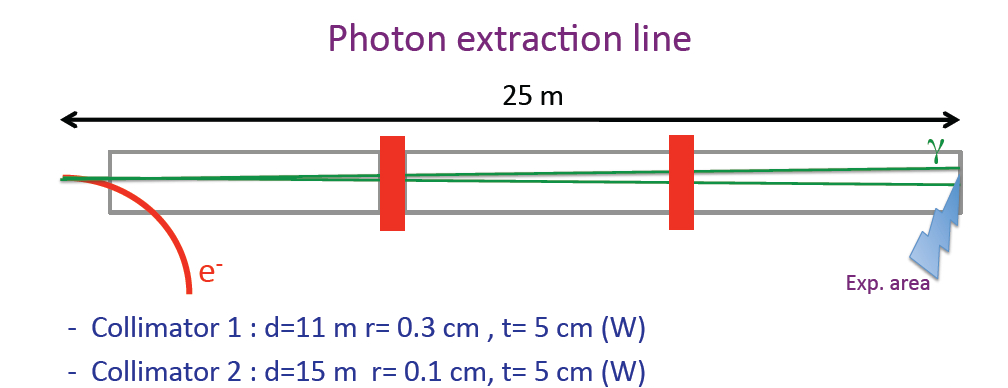 Photon extraction line
25 m
γ
e-
Exp. area
- Collimator 1 : d=11 m r= 0.3 cm , t= 5 cm (W)
- Collimator 2 : d=15 m r= 0.1 cm, t= 5 cm (W)